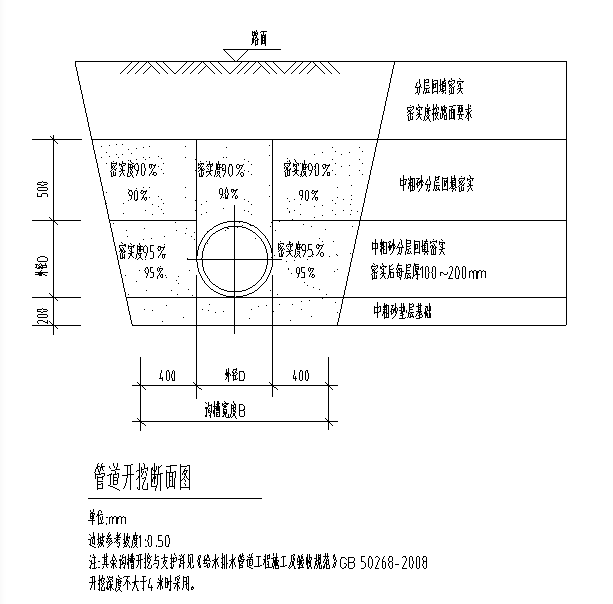 路面
分层回填密实
密实度按路面要求
密实度90%
90%
密实度90%
90%
密实度90%
90%
中粗砂分层回填密实
500
密实度95%
95%
密实度95%
95%
中粗砂分层回填密实
密实后每层厚100~200mm
外径D
中粗砂垫层基础
200
400
外径D
400
沟槽宽度B
管道开挖断面图
单位:mm
边坡参考坡度1:0.50
注:其余沟槽开挖与支护详见《给水排水管道工程施工及验收规范》GB 50268-2008
开挖深度不大于4米时采用。